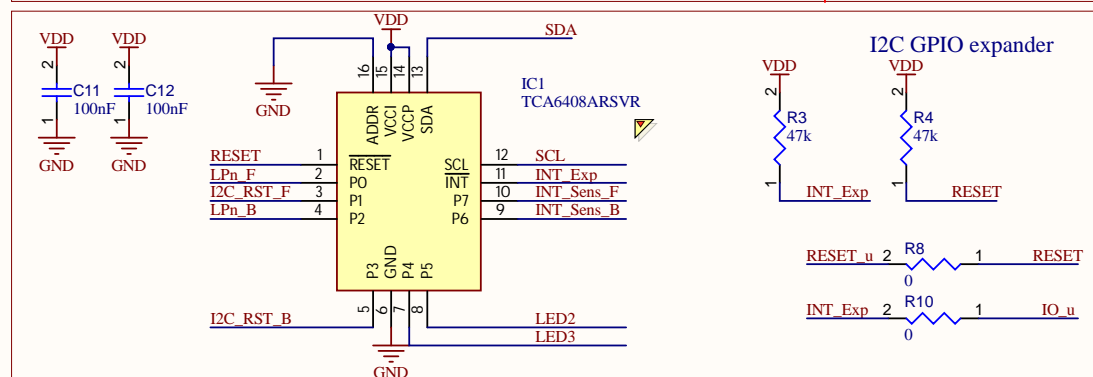 VDD
SDA
I2C GPIO expander
VDD
VDD
VDD
VDD
2
C11
100nF
1
GND
2
C12
100nF
1
GND
GND
16
15
14
13
ADDR
VCCI
VCCP
SDA
IC1
TCA6408ARSVR
2
R3
47k
1
INT_Exp
2
R4
47k
1
RESET
RESET 1 RESET
LPn_F 2 P0
I2C_RST_F 3 P1
LPn_B 4 P2
SCL 12 SCL
INT 11 INT_Exp
P7 10 INT_Sens_F
P6 9 INT_Sens_B
P3
GND
P4
P5
5
6
7
8
I2C_RST_B
LED2
LED3
GND
RESET_u 2 R8 1 RESET
0
INT_Exp 2 R10 1 IO_u
0